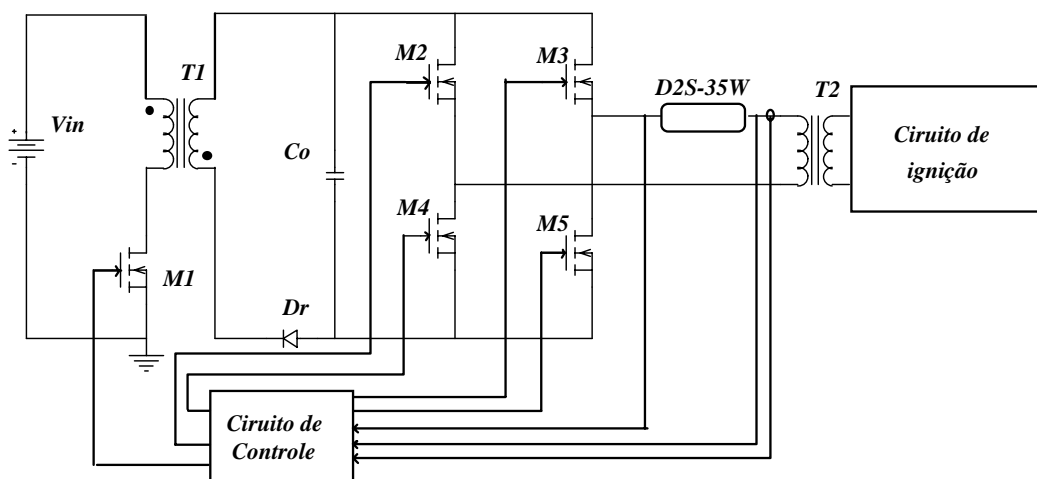 M2
M3
T1
D2S-35W
T2
+
Vin
Ciruito de
ignição
Co
-
M4
M5
M1
Dr
Ciruito de
Controle